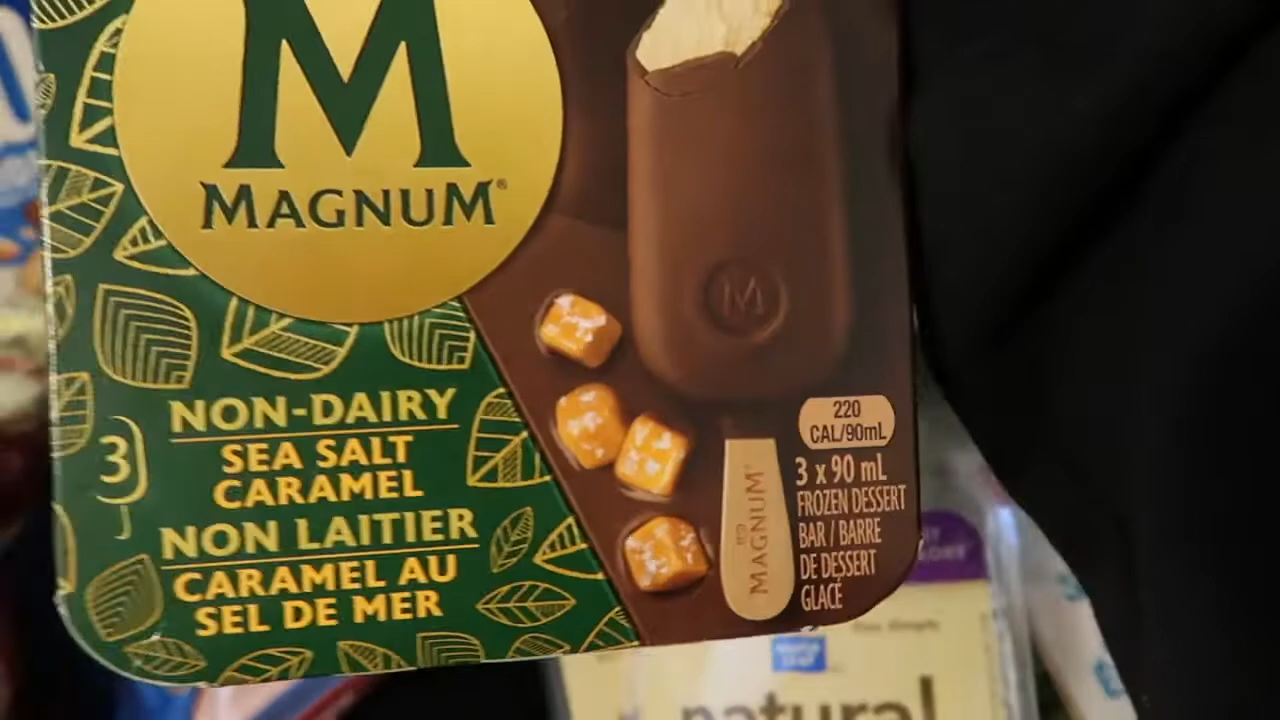 M
MAGNUM®
M
NON-DAIRY
SEA SALT
CARAMEL
3
NON LAITIER
CARAMEL AU
SEL DE MER
220
CAL/90mL
3 x 90 mL
FROZEN DESSERT
BAR / BARRE
DE DESSERT
GLACÉ
MAGNUM
natural